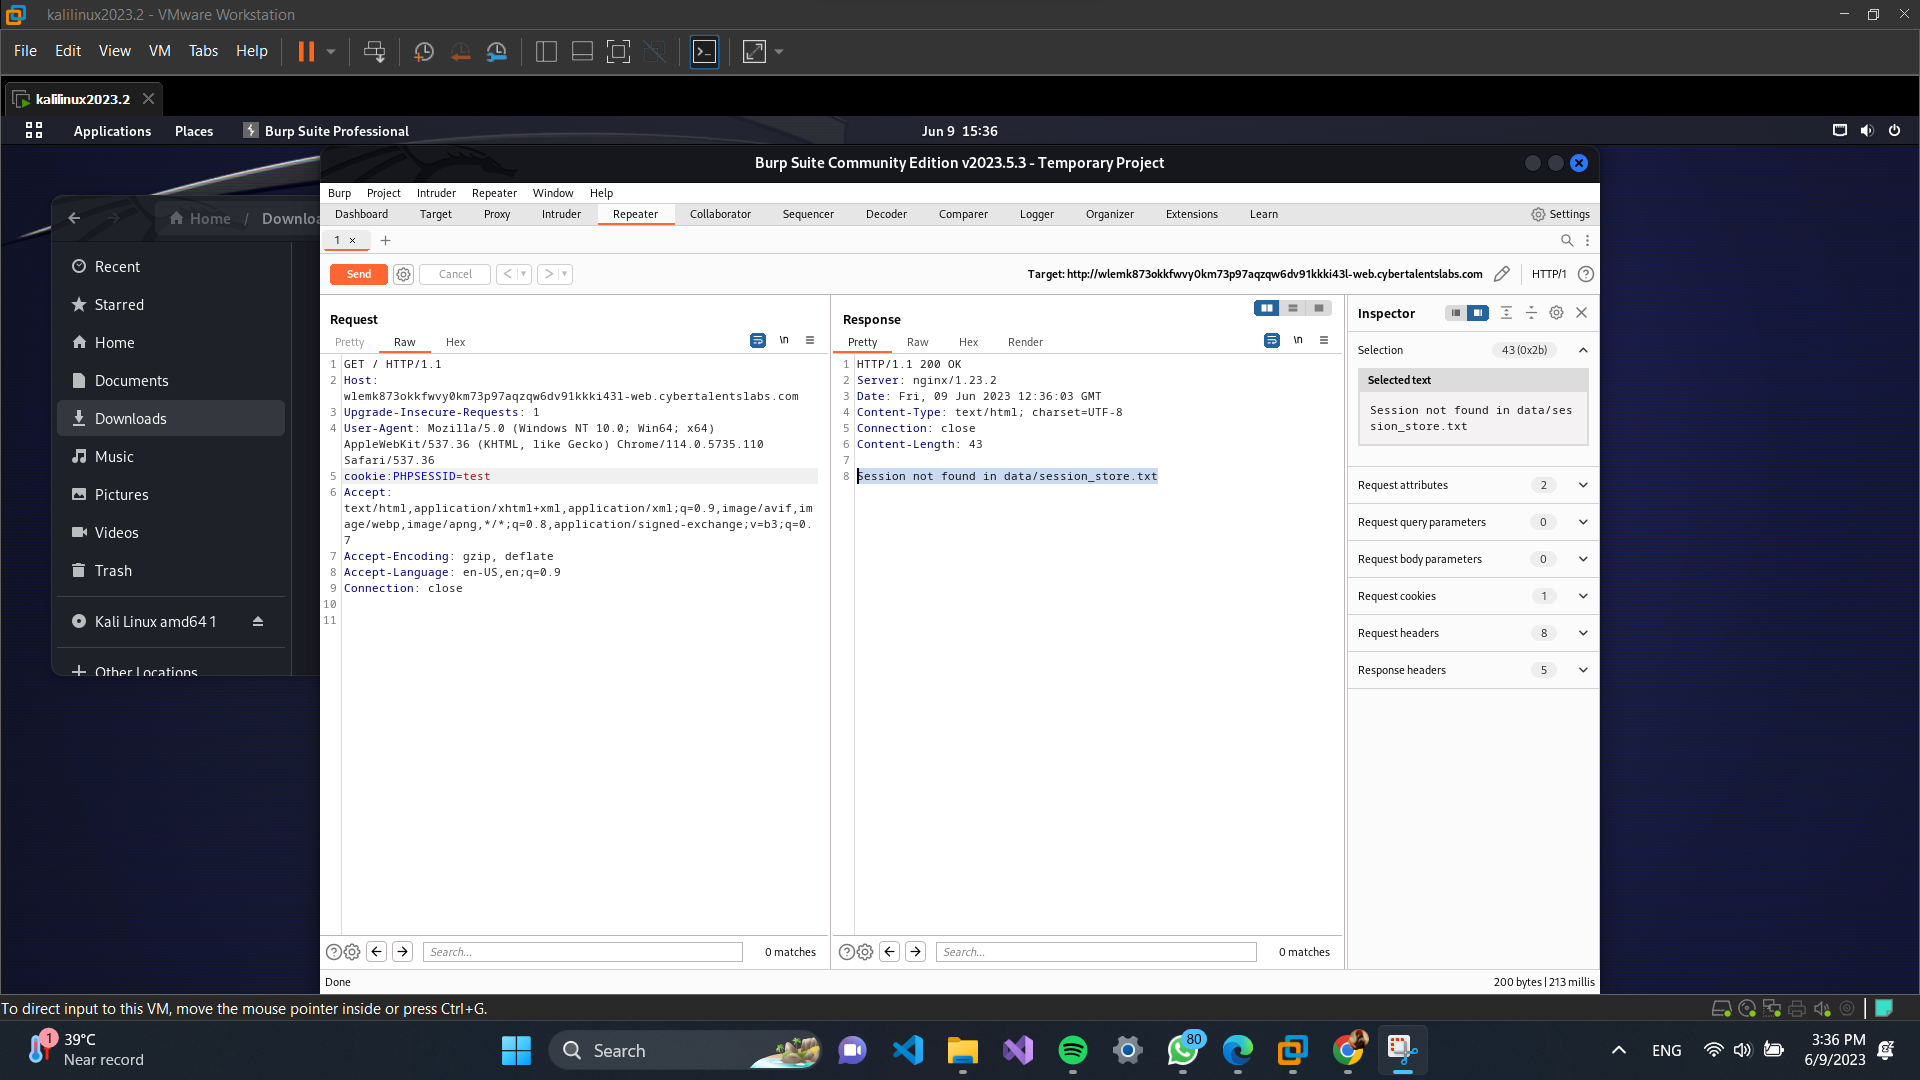 kalilinux2023.2 - VMware Workstation
File Edit View VM Tabs Help
kalilinux2023.2
Applications Places Burp Suite Professional Jun 9 15:36
Burp Suite Community Edition v2023.5.3 - Temporary Project
Burp Project Intruder Repeater Window Help
Dashboard Target Proxy Intruder Repeater Collaborator Sequencer Decoder Comparer Logger Organizer Extensions Learn Settings
1 × +
Send Cancel < >
Target: http://wlemk873okkfwvy0km73p97aqzqw6dv91kkki43l-web.cybertalentslabs.com HTTP/1
Home / Downloa
Recent
Starred
Home
Documents
Downloads
Music
Pictures
Videos
Trash
Kali Linux amd64 1
Other Locations
Request
Pretty Raw Hex \n
1 GET / HTTP/1.1
2 Host:
wlemk873okkfwvy0km73p97aqzqw6dv91kkki43l-web.cybertalentslabs.com
3 Upgrade-Insecure-Requests: 1
4 User-Agent: Mozilla/5.0 (Windows NT 10.0; Win64; x64)
AppleWebKit/537.36 (KHTML, like Gecko) Chrome/114.0.5735.110
Safari/537.36
5 cookie:PHPSESSID=test
6 Accept:
text/html,application/xhtml+xml,application/xml;q=0.9,image/avif,im
age/webp,image/apng,*/*;q=0.8,application/signed-exchange;v=b3;q=0.
7
7 Accept-Encoding: gzip, deflate
8 Accept-Language: en-US,en;q=0.9
9 Connection: close
10
11
Search... 0 matches
Response
Pretty Raw Hex Render \n
1 HTTP/1.1 200 OK
2 Server: nginx/1.23.2
3 Date: Fri, 09 Jun 2023 12:36:03 GMT
4 Content-Type: text/html; charset=UTF-8
5 Connection: close
6 Content-Length: 43
7
8 Session not found in data/session_store.txt
Search... 0 matches
Inspector
Selection 43 (0x2b)
Selected text
Session not found in data/ses
sion_store.txt
Request attributes 2
Request query parameters 0
Request body parameters 0
Request cookies 1
Request headers 8
Response headers 5
Done 200 bytes | 213 millis
To direct input to this VM, move the mouse pointer inside or press Ctrl+G.
1 39°C
Near record
Search
80
ENG
3:36 PM
6/9/2023